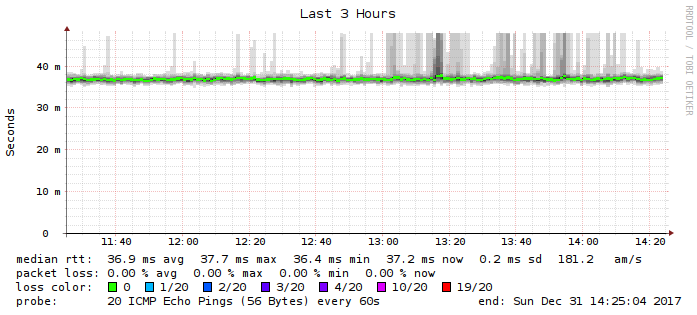 Last 3 Hours
RRDTOOL / TOBI OETIKER
Seconds
40 m
30 m
20 m
10 m
0
11:40 12:00 12:20 12:40 13:00 13:20 13:40 14:00 14:20
median rtt: 36.9 ms avg 37.7 ms max 36.4 ms min 37.2 ms now 0.2 ms sd 181.2 am/s
packet loss: 0.00 % avg 0.00 % max 0.00 % min 0.00 % now
loss color: 0 1/20 2/20 3/20 4/20 10/20 19/20
probe: 20 ICMP Echo Pings (56 Bytes) every 60s end: Sun Dec 31 14:25:04 2017